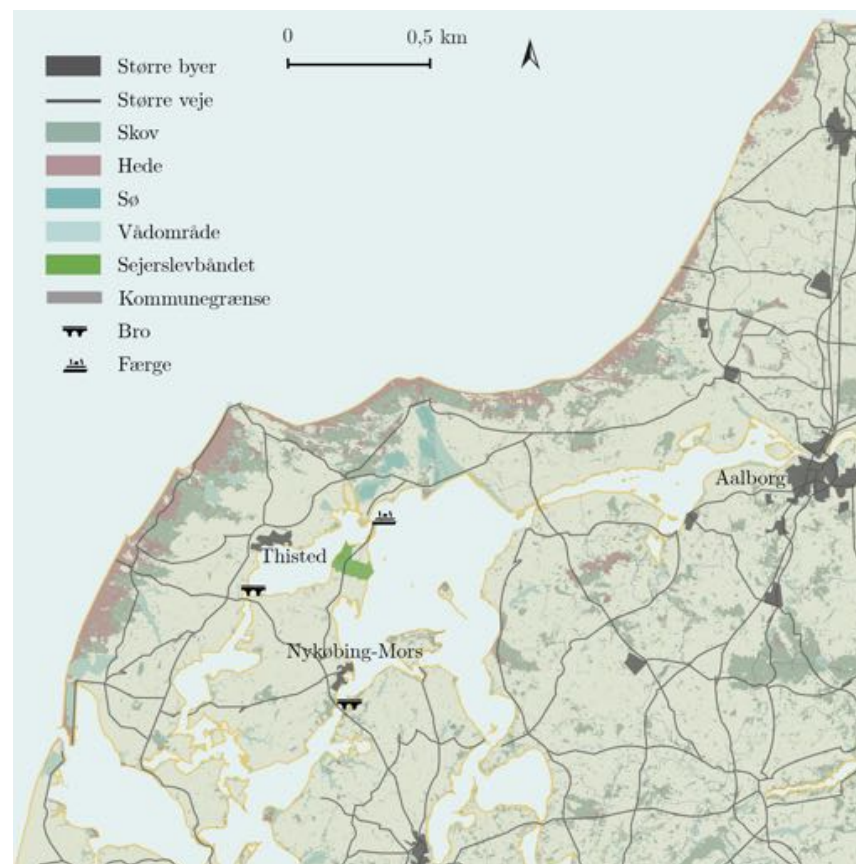 0
0,5 km
Større byer
Større veje
Skov
Hede
Sø
Vådområde
Sejerslevbåndet
Kommunegrænse
Bro
Færge
Aalborg
Thisted
Nykøbing-Mors